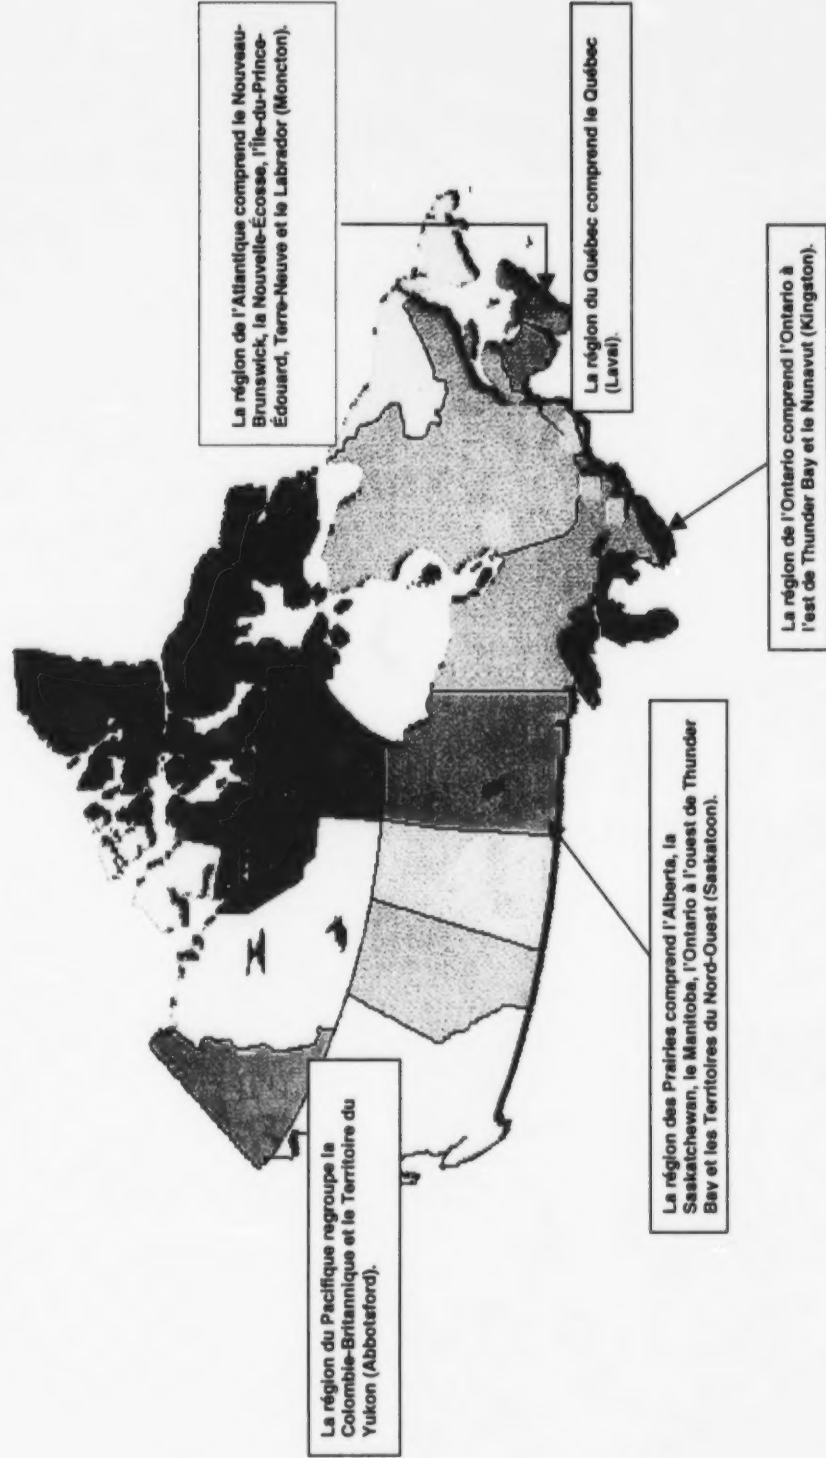 La région de l'Atlantique comprend le Nouveau-
Brunswick, la Nouvelle-Écosse, l'Île-du-Prince-
Édouard, Terre-Neuve et le Labrador (Moncton).
La région du Québec comprend le Québec
(Laval).
La région de l'Ontario comprend l'Ontario à
l'est de Thunder Bay et le Nunavut (Kingston).
La région des Prairies comprend l'Alberta, la
Saskatchewan, le Manitoba, l'Ontario à l'ouest de Thunder
Bay et les Territoires du Nord-Ouest (Saskatoon).
La région du Pacifique regroupe la
Colombie-Britannique et le Territoire du
Yukon (Abbotsford).